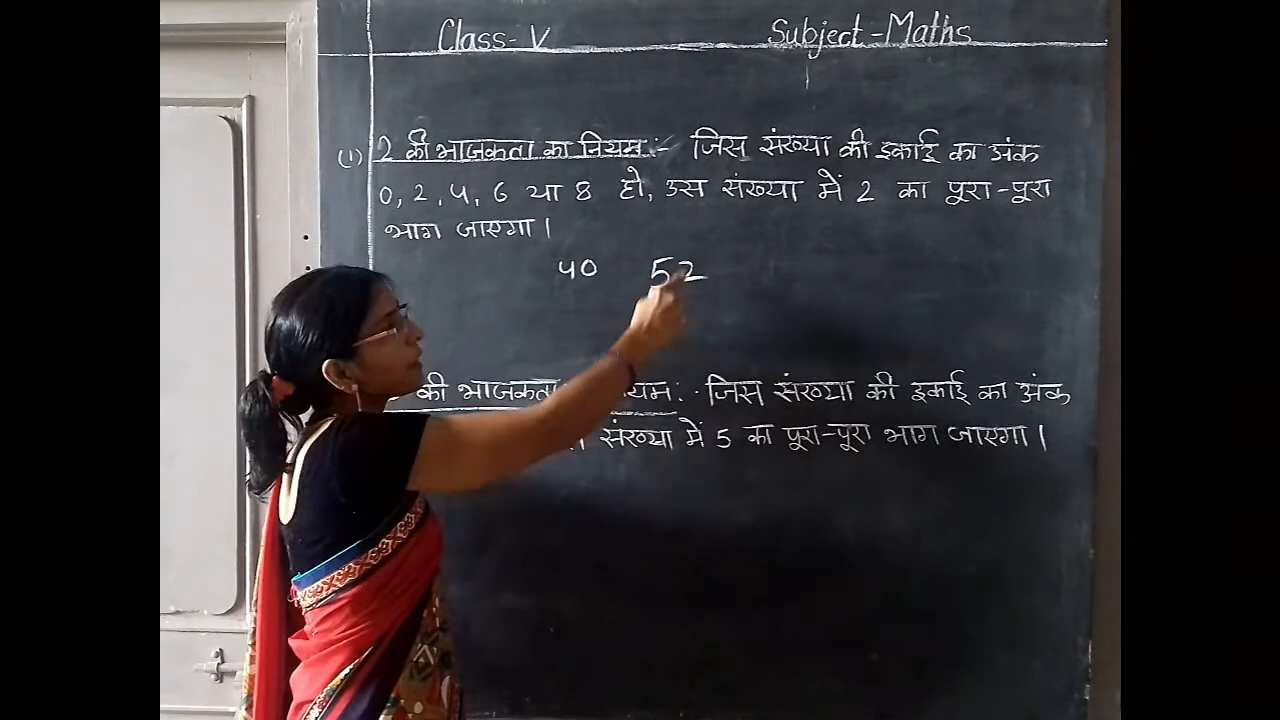 Class- V Subject-Maths
(1) 2 की भाजकता का नियम:- जिस संख्या की इकाई का अंक
0, 2, 4, 6 या 8 हो, उस संख्या में 2 का पूरा-पूरा
भाग जाएगा।
40 52
की भाजकता जिस संख्या की इकाई का अंक
संख्या में 5 का पूरा-पूरा भाग जाएगा।